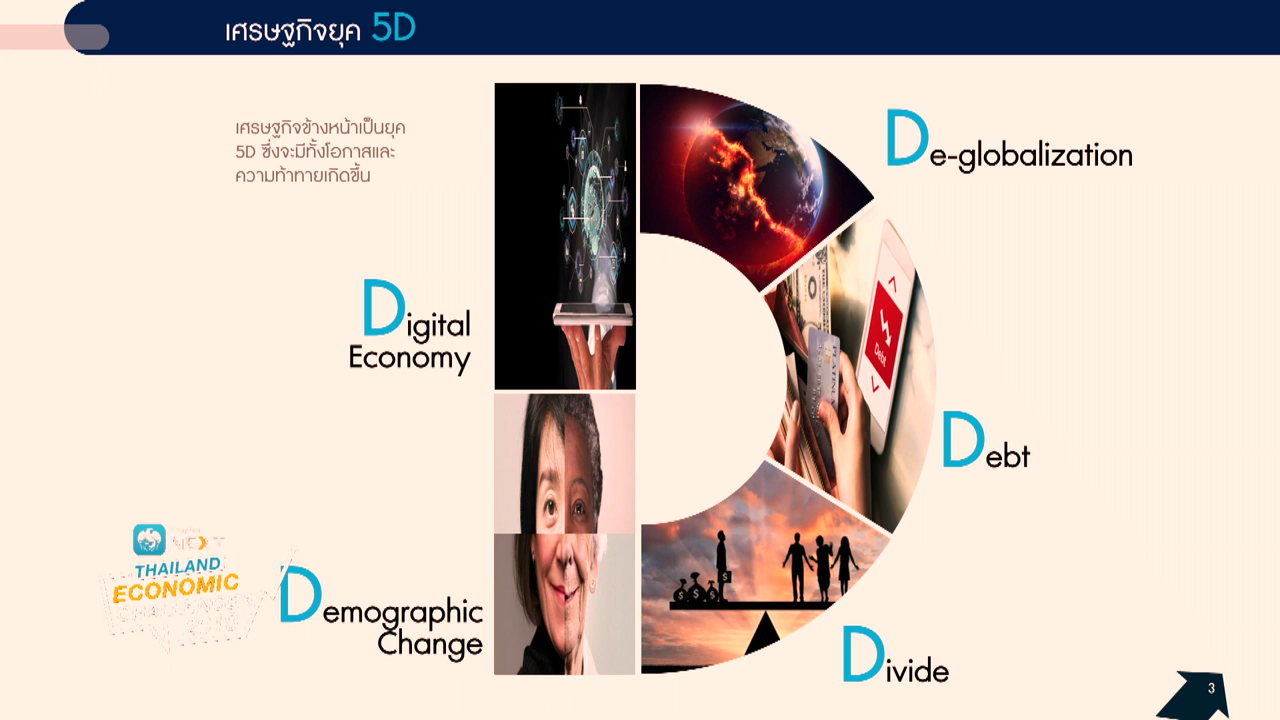 เศรษฐกิจยุค 5D
เศรษฐกิจข้างหน้าเป็นยุค
5D ซึ่งจะมีทั้งโอกาสและ
ความท้าทายเกิดขึ้น
De-globalization
Digital
Economy
Debt
Debt
PLATINUM
NEXT
THAILAND
ECONOMIC
Demographic
Change
Divide
3